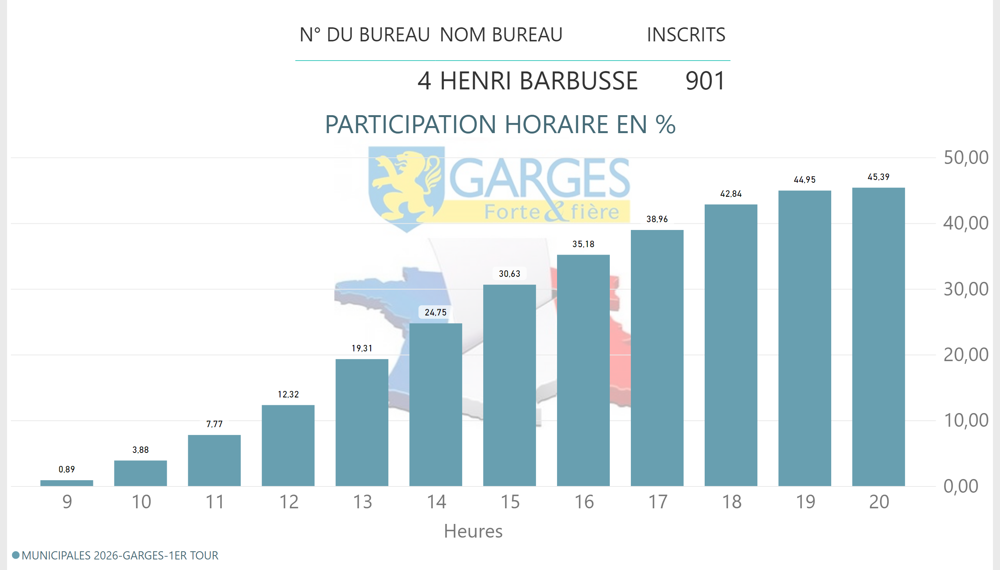 N° DU BUREAU NOM BUREAU INSCRITS
4 HENRI BARBUSSE 901
PARTICIPATION HORAIRE EN %
GARGES
Forte & fière
50,00
40,00
30,00
20,00
10,00
0,00
0,89
3,88
7,77
12,32
19,31
24,75
30,63
35,18
38,96
42,84
44,95
45,39
9 10 11 12 13 14 15 16 17 18 19 20
Heures
MUNICIPALES 2026-GARGES-1ER TOUR